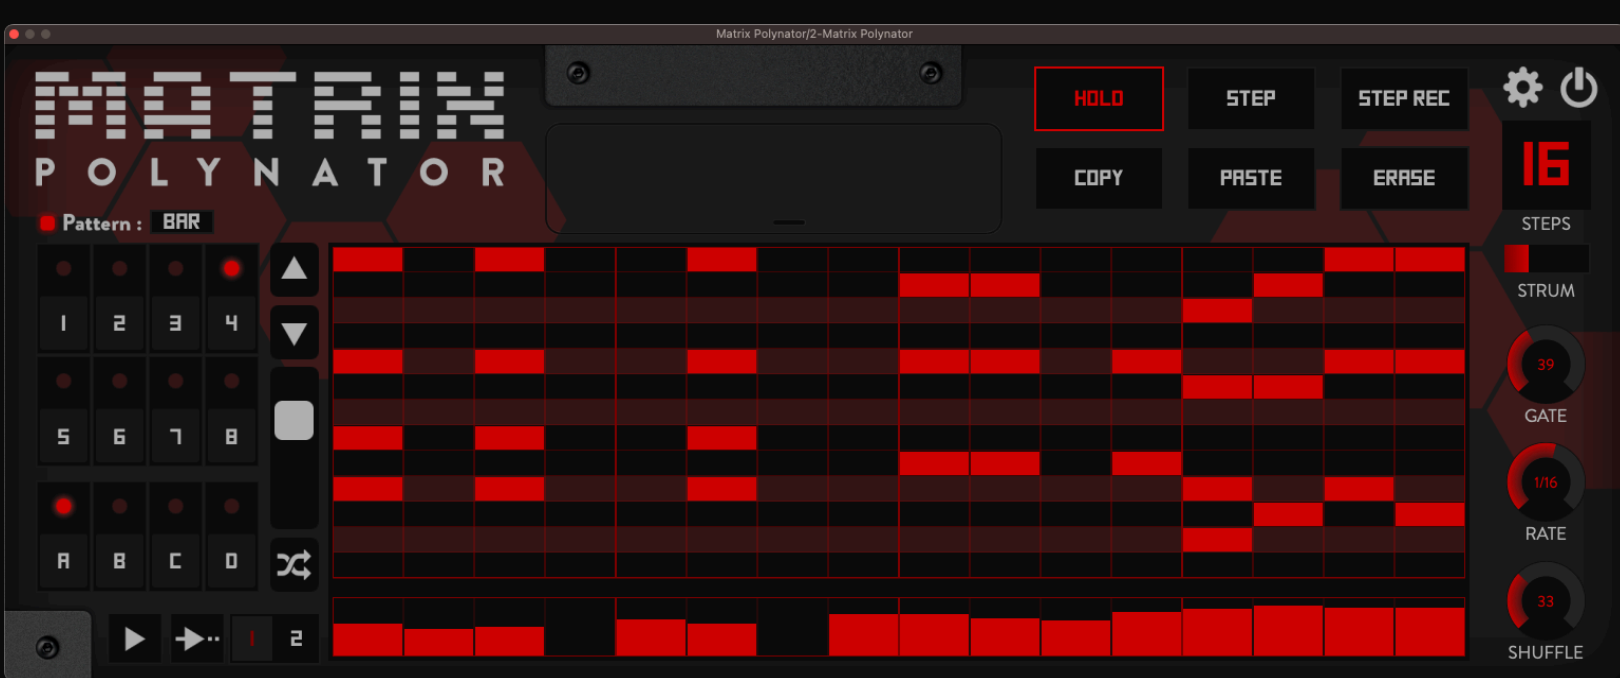 Matrix Polynator/2-Matrix Polynator
MATRIX
POLYNATOR
HOLD
STEP
STEP REC
COPY
PASTE
ERASE
16
STEPS
Pattern : BAR
1 2 3 4
5 6 7 8
A B C D
1 2
STRUM
39
GATE
1/16
RATE
33
SHUFFLE